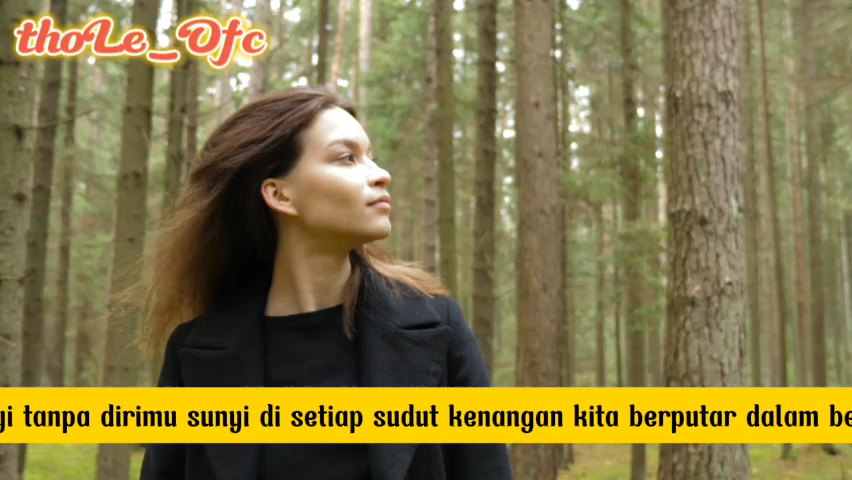 thoLe_Ofc
tanpa dirimu sunyi di setiap sudut kenangan kita berputar dalam